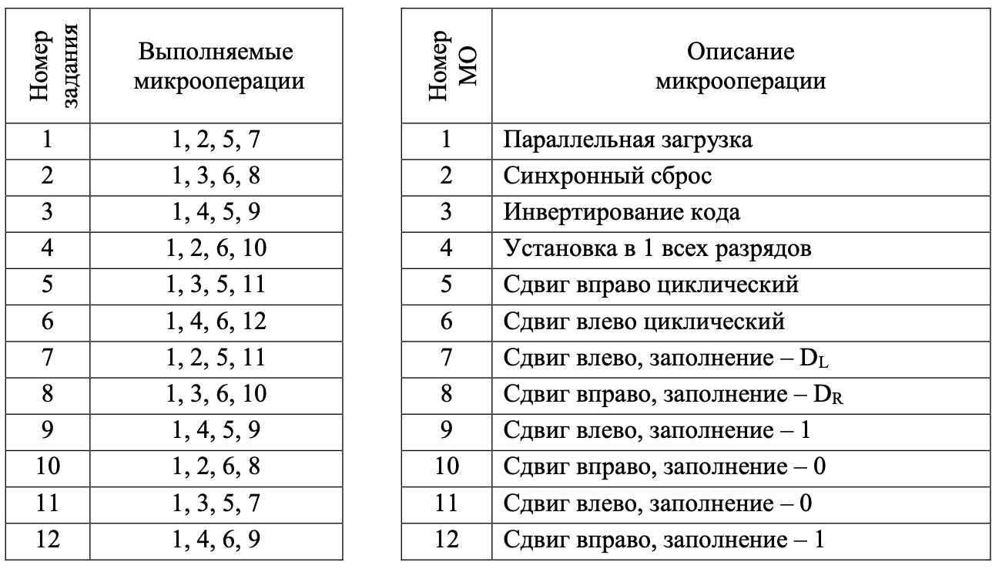 Номер задания
Выполняемые
микрооперации
1 1, 2, 5, 7
2 1, 3, 6, 8
3 1, 4, 5, 9
4 1, 2, 6, 10
5 1, 3, 5, 11
6 1, 4, 6, 12
7 1, 2, 5, 11
8 1, 3, 6, 10
9 1, 4, 5, 9
10 1, 2, 6, 8
11 1, 3, 5, 7
12 1, 4, 6, 9
Номер МО
Описание
микрооперации
1 Параллельная загрузка
2 Синхронный сброс
3 Инвертирование кода
4 Установка в 1 всех разрядов
5 Сдвиг вправо циклический
6 Сдвиг влево циклический
7 Сдвиг влево, заполнение – DL
8 Сдвиг вправо, заполнение – DR
9 Сдвиг влево, заполнение – 1
10 Сдвиг вправо, заполнение – 0
11 Сдвиг влево, заполнение – 0
12 Сдвиг вправо, заполнение – 1